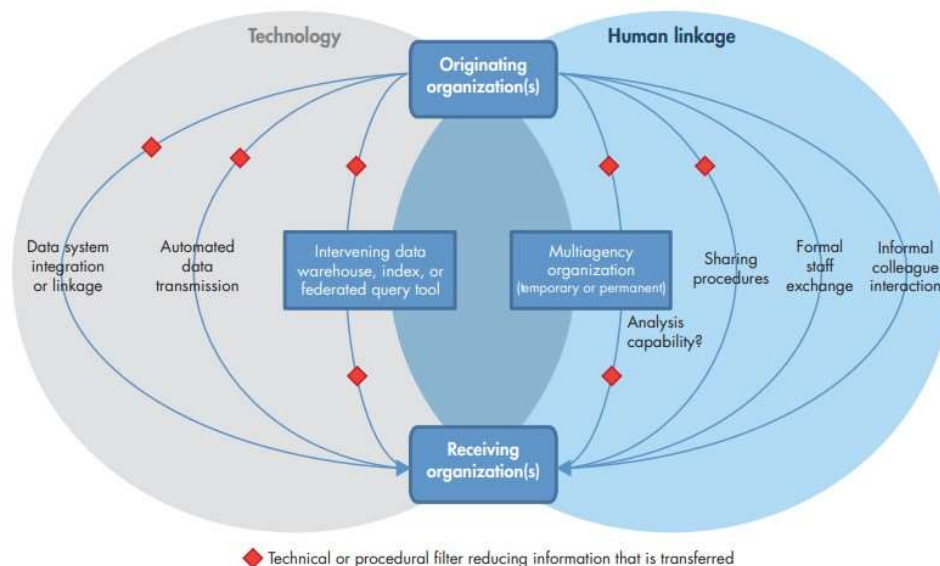 Technology
Human linkage
Originating
organization(s)
Data system
integration
or linkage
Automated
data
transmission
Intervening data
warehouse, index, or
federated query tool
Multiagency
organization
(temporary or permanent)
Sharing
procedures
Formal
staff
exchange
Informal
colleague
interaction
Analysis
capability?
Receiving
organization(s)
Technical or procedural filter reducing information that is transferred